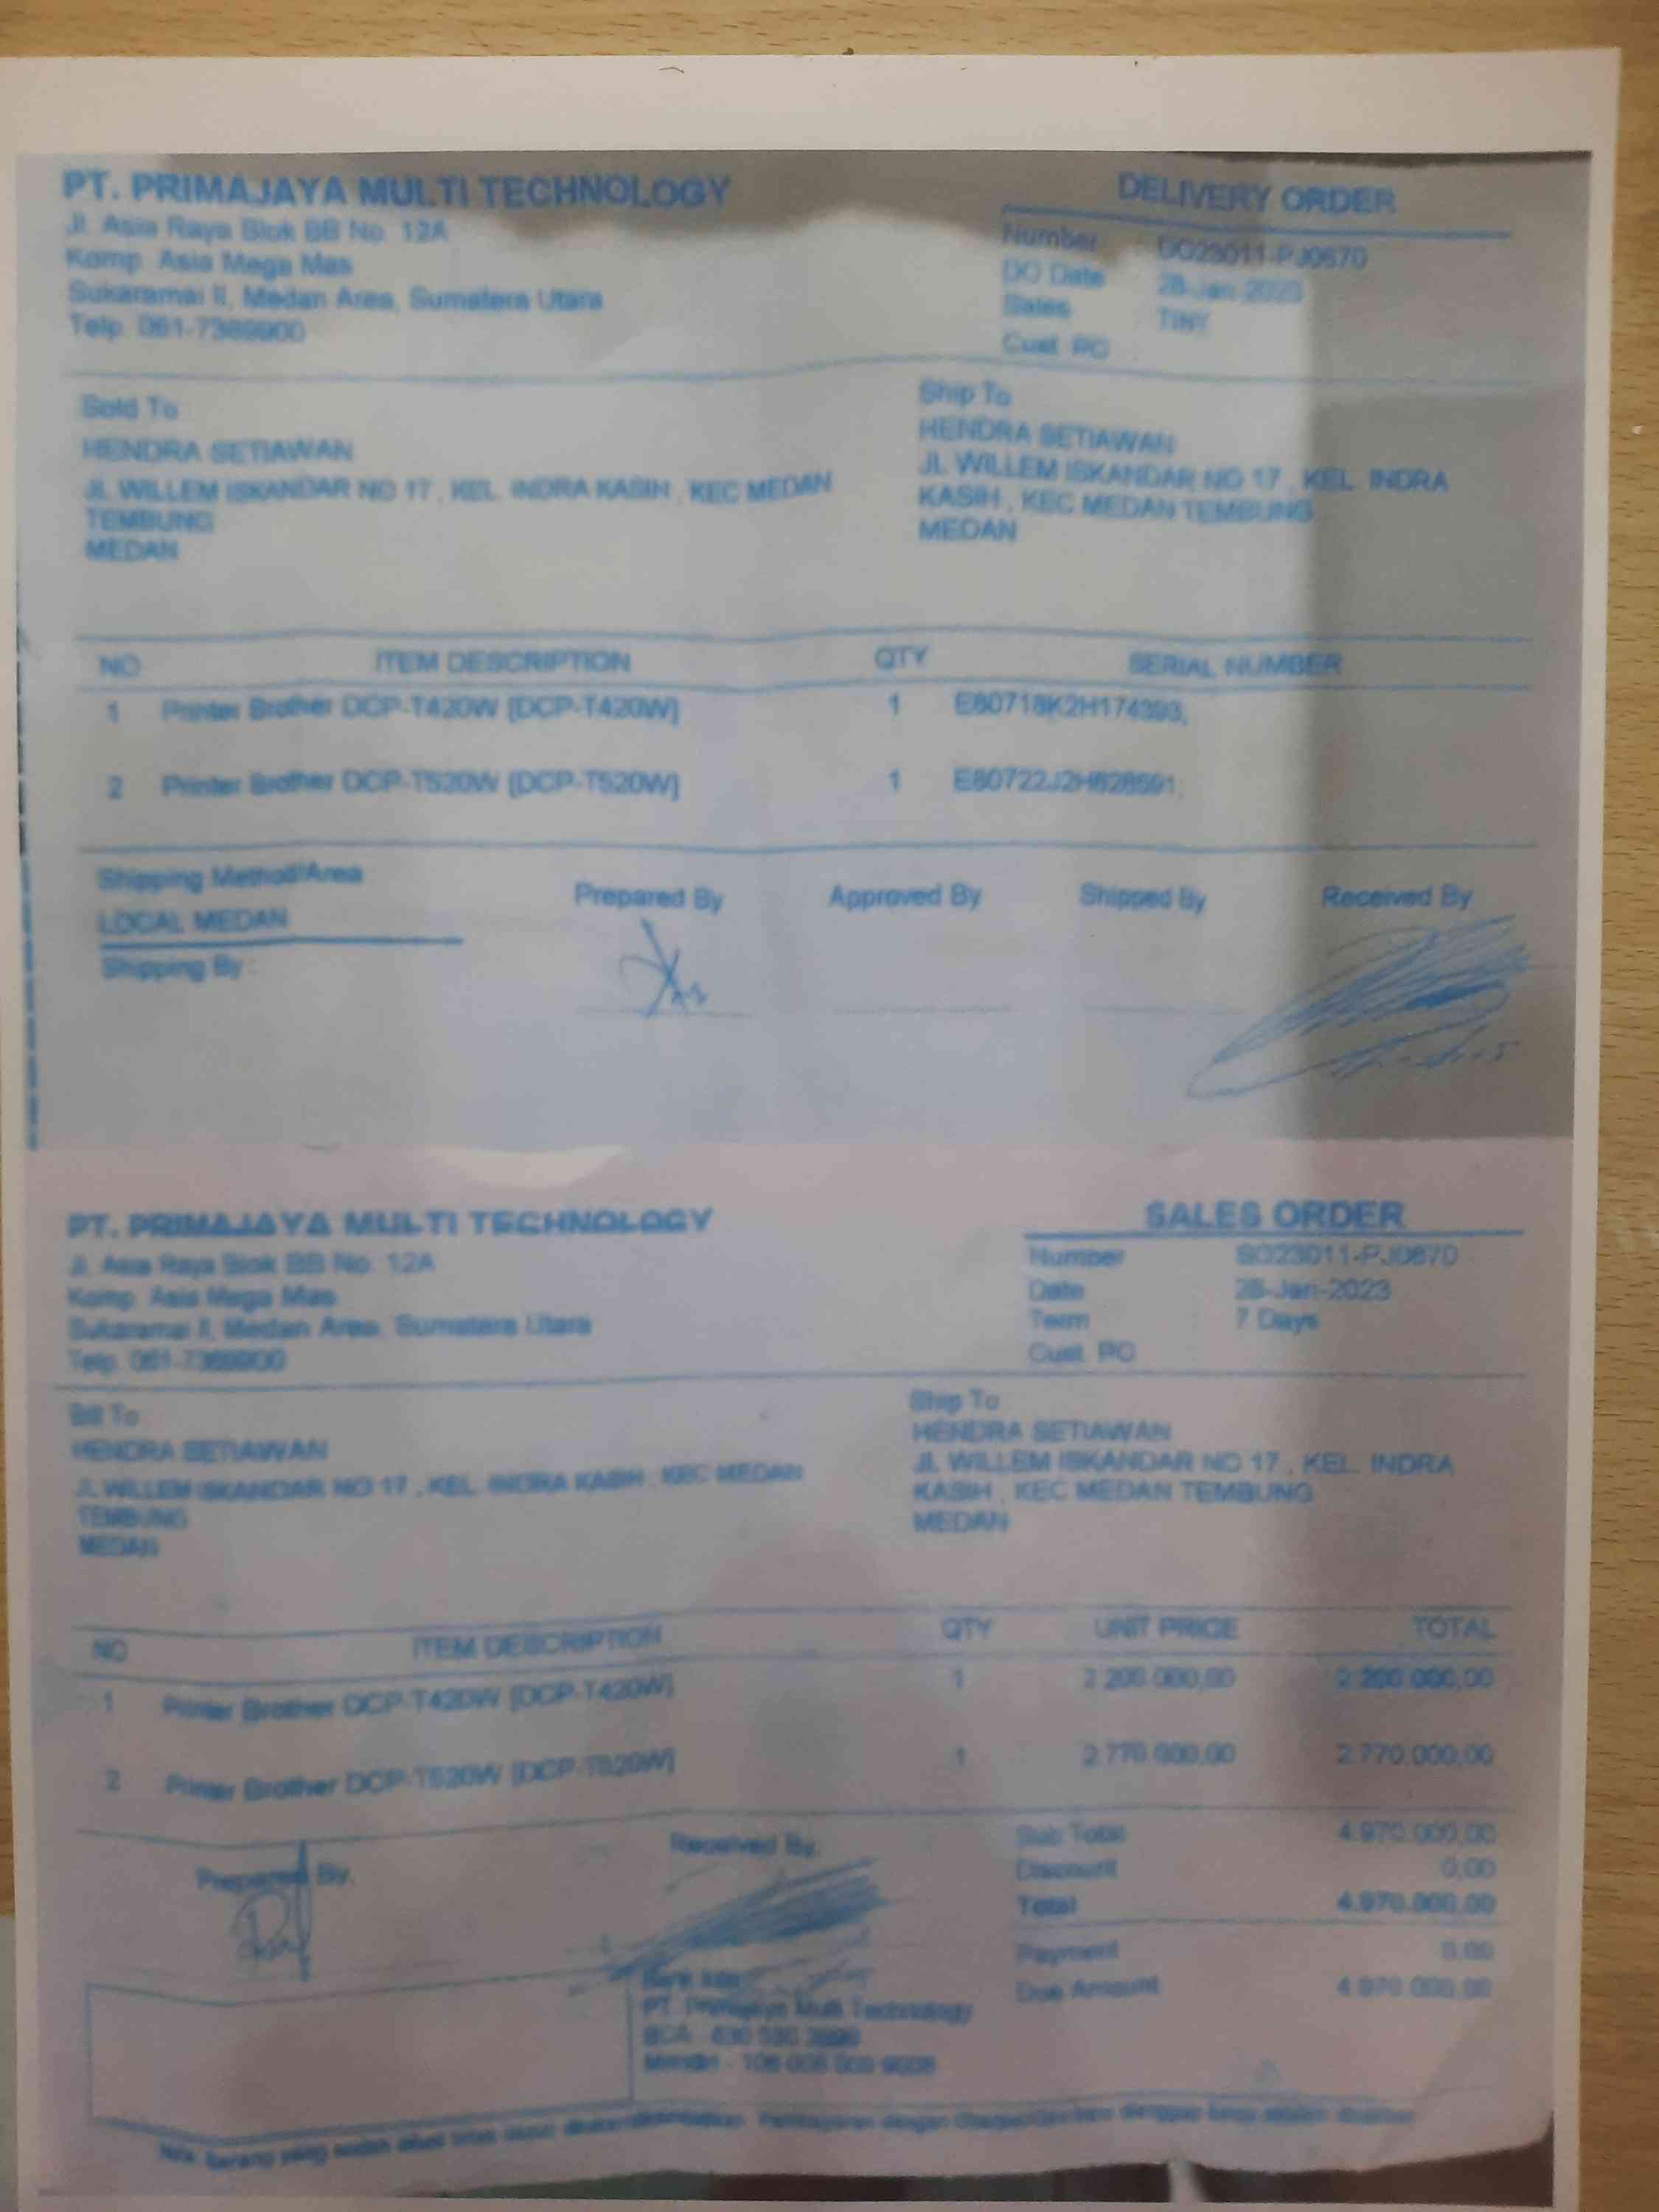 PT. PRIMAJAYA MULTI TECHNOLOGY
Jl. Asia Raya Blok BB No. 12A
Komp. Asia Mega Mas
Sukaramai II, Medan Area, Sumatera Utara
Telp. 061-7369900
DELIVERY ORDER
Number : DO23011-PJ0670
DO Date : 28-Jan-2023
Sales : TINY
Cust. PO :
Sold To
HENDRA SETIAWAN
JL WILLEM ISKANDAR NO 17 , KEL INDRA KASIH , KEC MEDAN
TEMBUNG
MEDAN
Ship To
HENDRA SETIAWAN
JL WILLEM ISKANDAR NO 17 , KEL INDRA
KASIH , KEC MEDAN TEMBUNG
MEDAN
NO ITEM DESCRIPTION QTY SERIAL NUMBER
1 Printer Brother DCP-T420W [DCP-T420W] 1 E80718K2H174393,
2 Printer Brother DCP-T520W [DCP-T520W] 1
Shipping Method/Area
LOCAL MEDAN
Shipping By :
Prepared By Approved By Shipped By Received By
PT. PRIMAJAYA MULTI TECHNOLOGY
Jl. Asia Raya Blok BB No. 12A
Komp. Asia Mega Mas
Sukaramai II, Medan Area, Sumatera Utara
Telp. 061-7369900
SALES ORDER
Number : SO23011-PJ0670
Date : 28-Jan-2023
Term : 7 Days
Cust. PO :
Bill To
HENDRA SETIAWAN
JL WILLEM ISKANDAR NO 17 , KEL INDRA KASIH , KEC MEDAN
TEMBUNG
MEDAN
Ship To
HENDRA SETIAWAN
JL WILLEM ISKANDAR NO 17 , KEL INDRA
KASIH , KEC MEDAN TEMBUNG
MEDAN
NO ITEM DESCRIPTION QTY UNIT PRICE TOTAL
1 Printer Brother DCP-T420W [DCP-T420W] 1 2.200.000,00 2.200.000,00
2 Printer Brother DCP-T520W [DCP-T520W] 1 2.770.000,00 2.770.000,00
Prepared By,
Received By,
Sub Total 4.970.000,00
Discount 0,00
Total 4.970.000,00
Payment 0,00
Due Amount 4.970.000,00
PT. Primajaya Multi Technology
BCA
Mandiri
Barang yang sudah dibeli tidak dapat